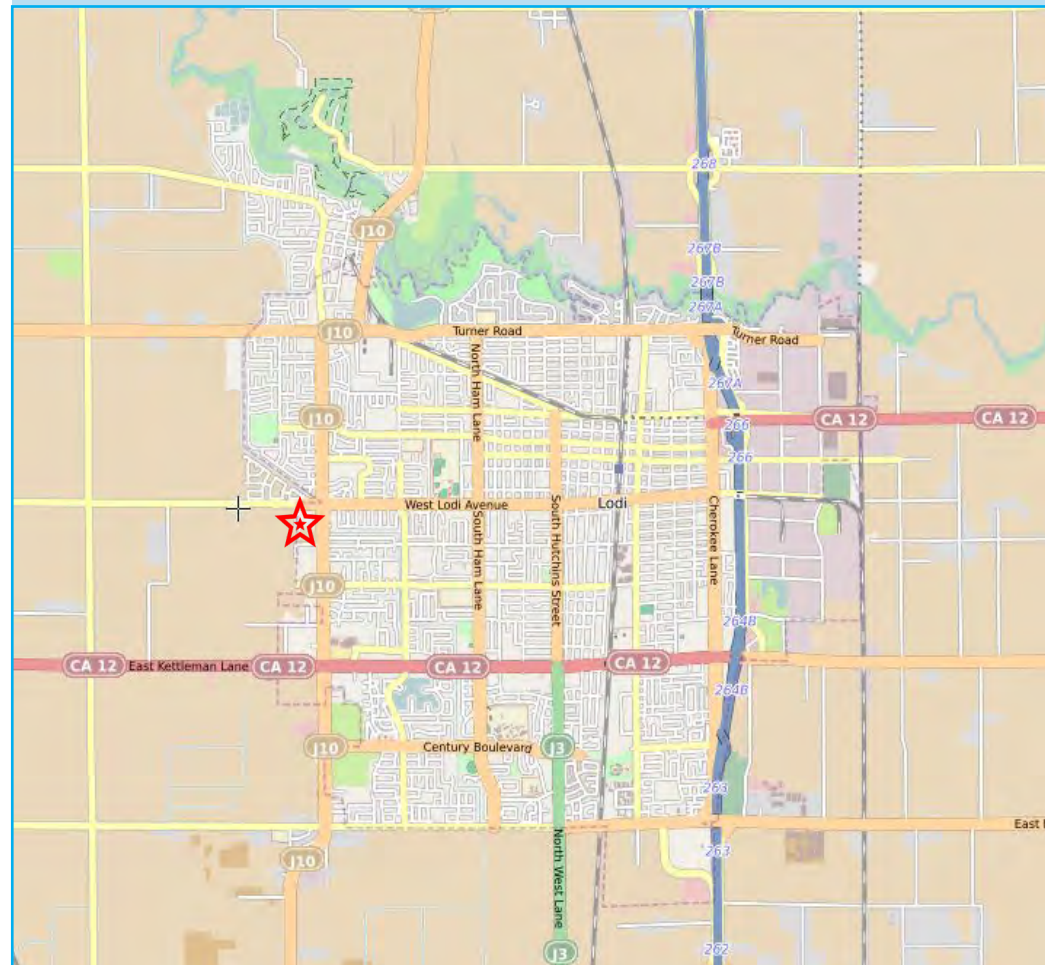 268
J10
267B
267B
267A
J10
Turner Road
Turner Road
North Ham Lane
267A
J10
CA 12
CA 12
266
266
West Lodi Avenue
Lodi
South Ham Lane
South Hutchins Street
Cherokee Lane
J10
264B
CA 12
East Kettleman Lane
CA 12
CA 12
CA 12
264B
J10
Century Boulevard
J3
263
East
263
J10
North West Lane
262
J3